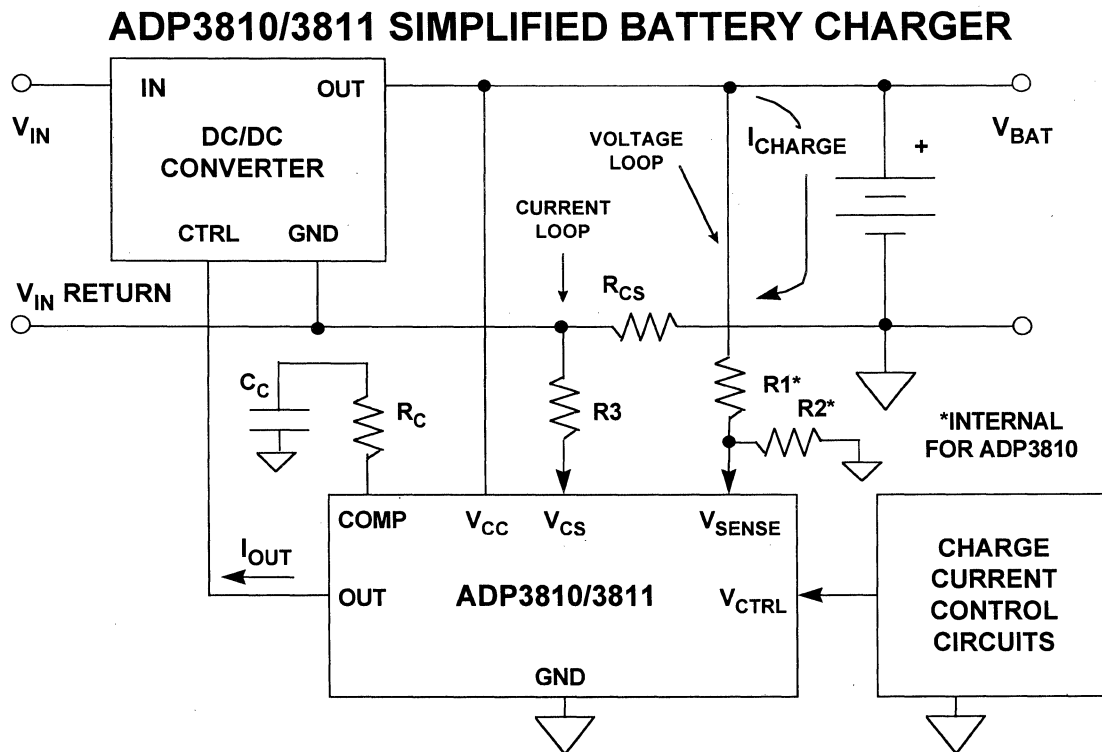 ADP3810/3811 SIMPLIFIED BATTERY CHARGER
IN
OUT
DC/DC
CONVERTER
CTRL
GND
V_IN
V_IN RETURN
VOLTAGE
LOOP
I_CHARGE
+
V_BAT
CURRENT
LOOP
R_CS
C_C
R_C
R3
R1*
R2*
*INTERNAL
FOR ADP3810
COMP
V_CC
V_CS
V_SENSE
I_OUT
OUT
ADP3810/3811
V_CTRL
GND
CHARGE
CURRENT
CONTROL
CIRCUITS